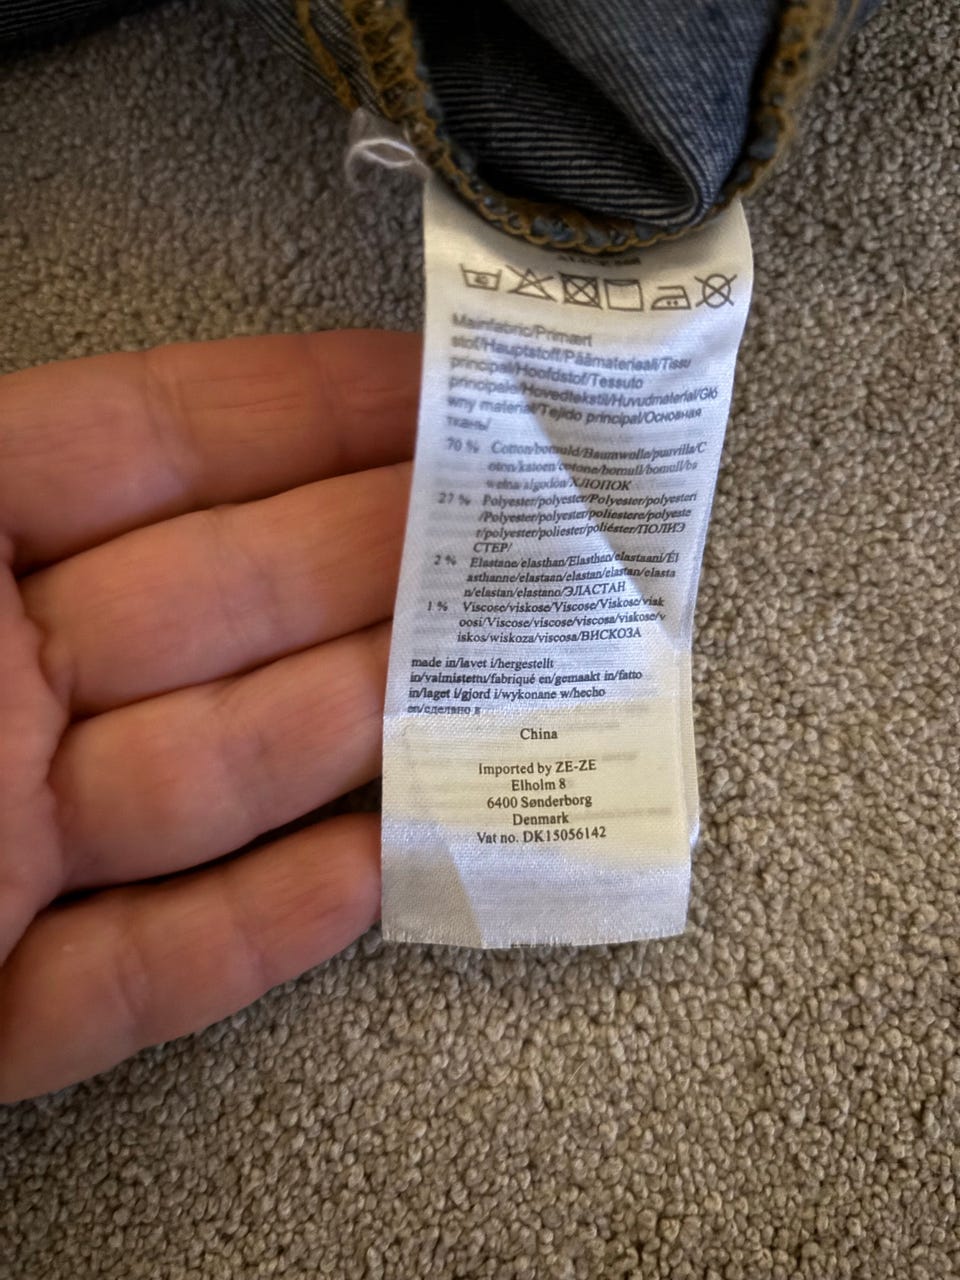 40
Mainfabric/Primært
stof/Hauptstoff/Päämateriaali/Tissu
principal/Hoofdstof/Tessuto
principale/Hovedtekstil/Huvudmaterial/Głó
wny materiał/Tejido principal/Основная
ткань/
70 % Cotton/bomuld/Baumwolle/puuvilla/C
oton/katoen/cotone/bomull/bomull/ba
wełna/algodón/ХЛОПОК
27 % Polyester/polyester/Polyester/polyesteri
/Polyester/polyester/poliestere/polyeste
r/polyester/poliester/poliéster/ПОЛИЭ
СТЕР/
2 % Elastane/elasthan/Elasthan/elastaani/Él
asthanne/elastaan/elastan/elastan/elasta
n/elastan/elastano/ЭЛАСТАН
1 % Viscose/viskose/Viscose/Viskose/visk
oosi/Viscose/viscose/viscosa/viskose/v
iskos/wiskoza/viscosa/ВИСКОЗА
made in/lavet i/hergestellt
in/valmistettu/fabriqué en/gemaakt in/fatto
in/laget i/gjord i/wykonane w/hecho
en/сделано в
China
Imported by ZE-ZE
Elholm 8
6400 Sønderborg
Denmark
Vat no. DK15056142